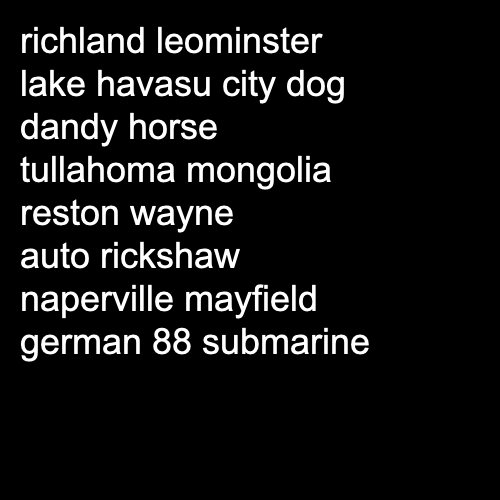 richland leominster
lake havasu city dog
dandy horse
tullahoma mongolia
reston wayne
auto rickshaw
naperville mayfield
german 88 submarine